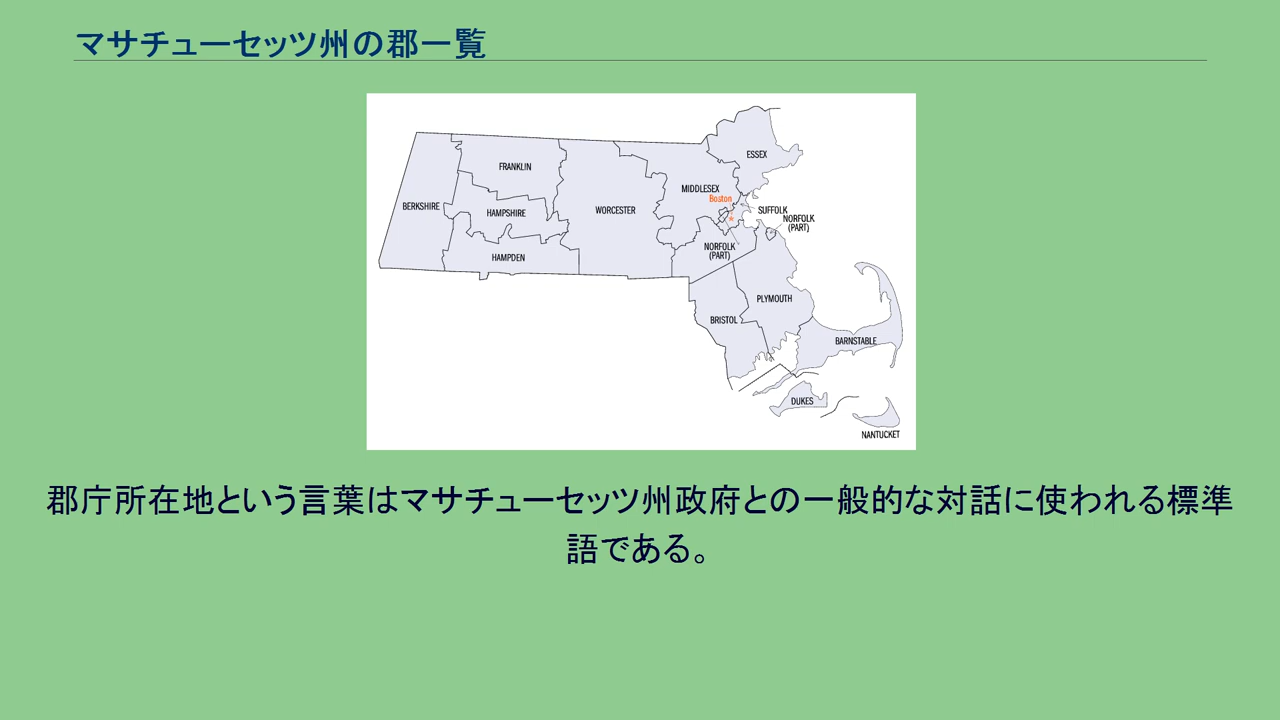 マサチューセッツ州の郡一覧
ESSEX
FRANKLIN
MIDDLESEX
Boston
BERKSHIRE
HAMPSHIRE
WORCESTER
SUFFOLK
NORFOLK
(PART)
NORFOLK
(PART)
HAMPDEN
PLYMOUTH
BRISTOL
BARNSTABLE
DUKES
NANTUCKET
郡庁所在地という言葉はマサチューセッツ州政府との一般的な対話に使われる標準
語である。